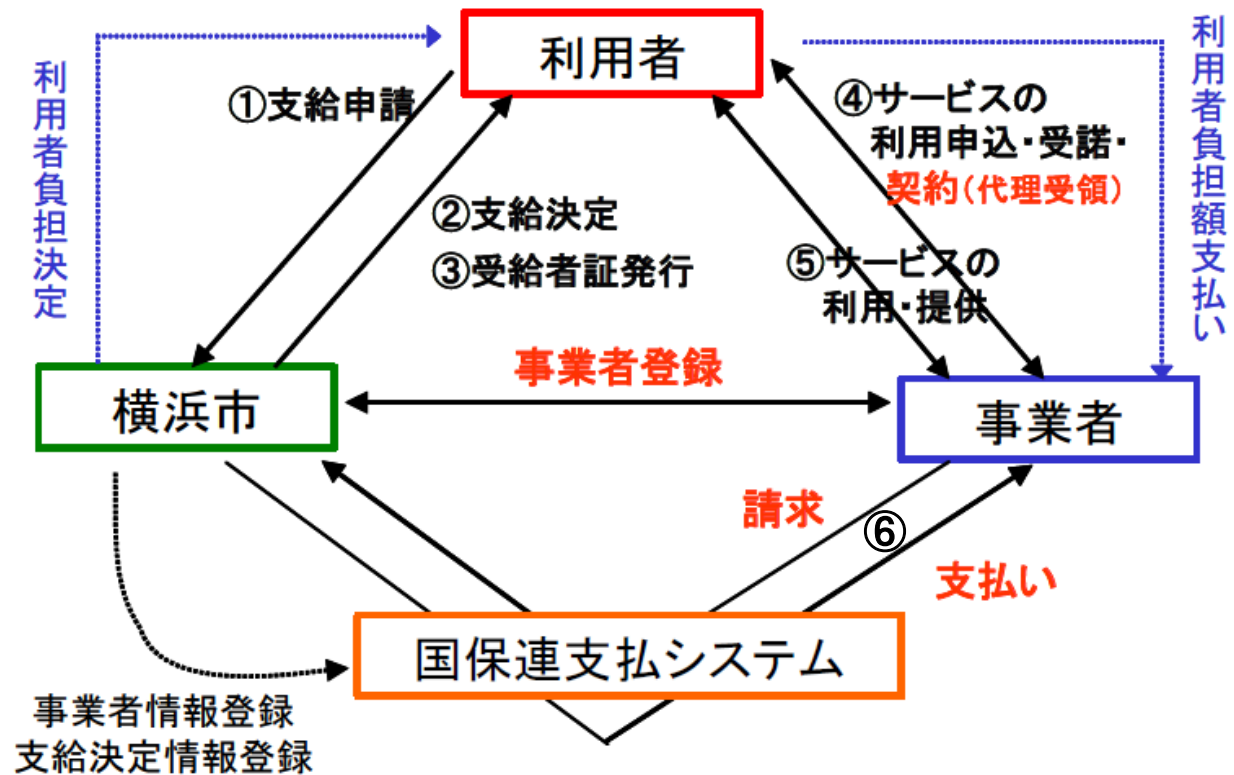 利用者
利用者負担決定
①支給申請
②支給決定
③受給者証発行
④サービスの
利用申込・受諾・
契約(代理受領)
⑤サービスの
利用・提供
利用者負担額支払い
事業者登録
横浜市
事業者
請求
⑥
支払い
国保連支払システム
事業者情報登録
支給決定情報登録